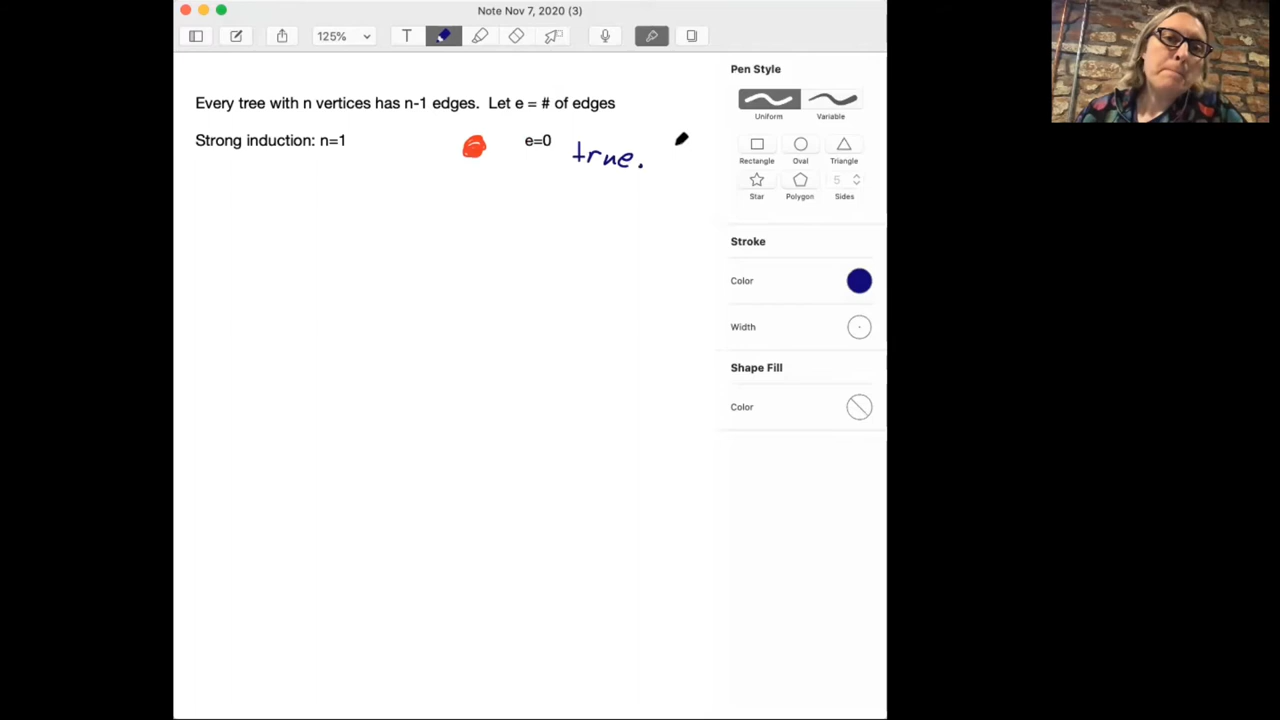 Note Nov 7, 2020 (3)
125%
T
Every tree with n vertices has n-1 edges. Let e = # of edges
Strong induction: n=1 e=0 true.
Pen Style
Uniform Variable
Rectangle Oval Triangle
5
Star Polygon Sides
Stroke
Color
Width
Shape Fill
Color